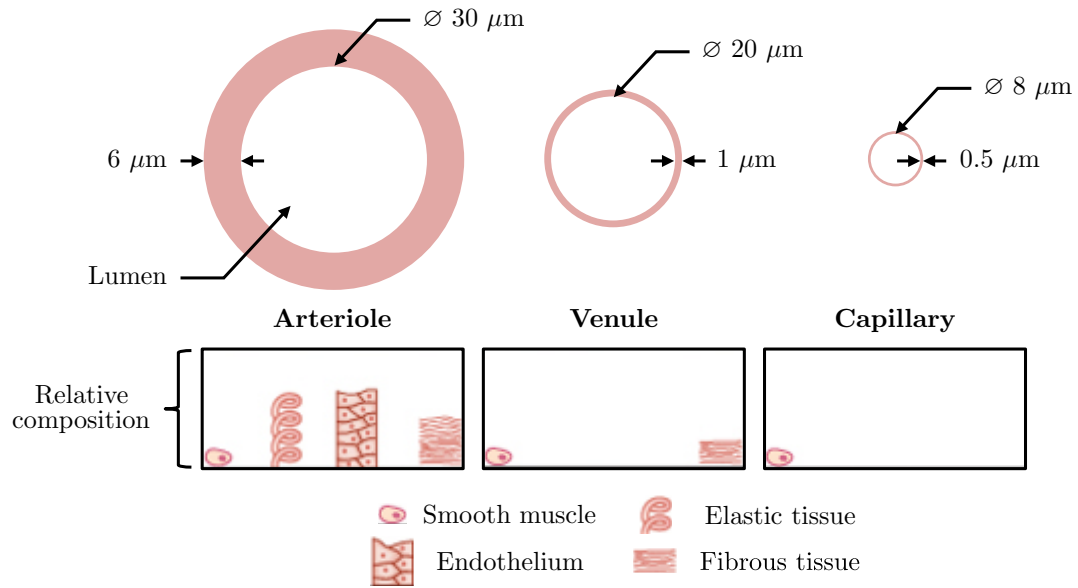 ∅ 30 μm
∅ 20 μm
∅ 8 μm
6 μm
1 μm
0.5 μm
Lumen
Arteriole
Venule
Capillary
Relative
composition
Smooth muscle
Elastic tissue
Endothelium
Fibrous tissue